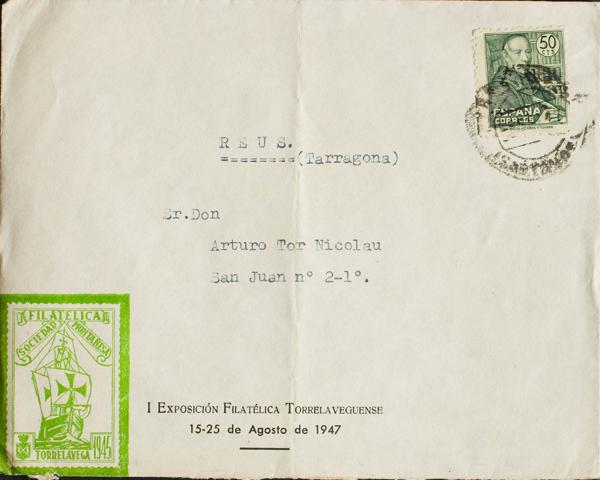 50
CTS
ESPAÑA
CORREOS
R E U S.
========(Tarragona)
Sr.Don
Arturo Tor Nicolau
San Juan nº 2-1º.
FILATELICA
SOCIEDAD MONTAÑESA
TORRELAVEGA 1945
I EXPOSICIÓN FILATÉLICA TORRELAVEGUENSE
15-25 de Agosto de 1947